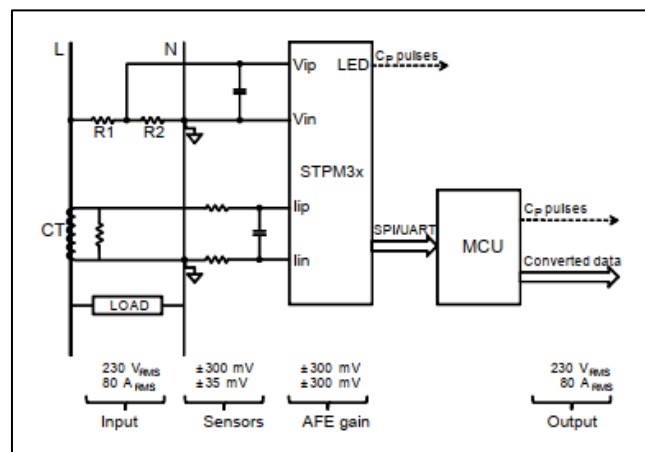 L N
Vip LED CP pulses
R1 R2 Vin
STPM3x
CT Iip SPI/UART MCU CP pulses
Iin Converted data
LOAD
230 VRMS ±300 mV ±300 mV 230 VRMS
80 ARMS ±35 mV ±300 mV 80 ARMS
Input Sensors AFE gain Output